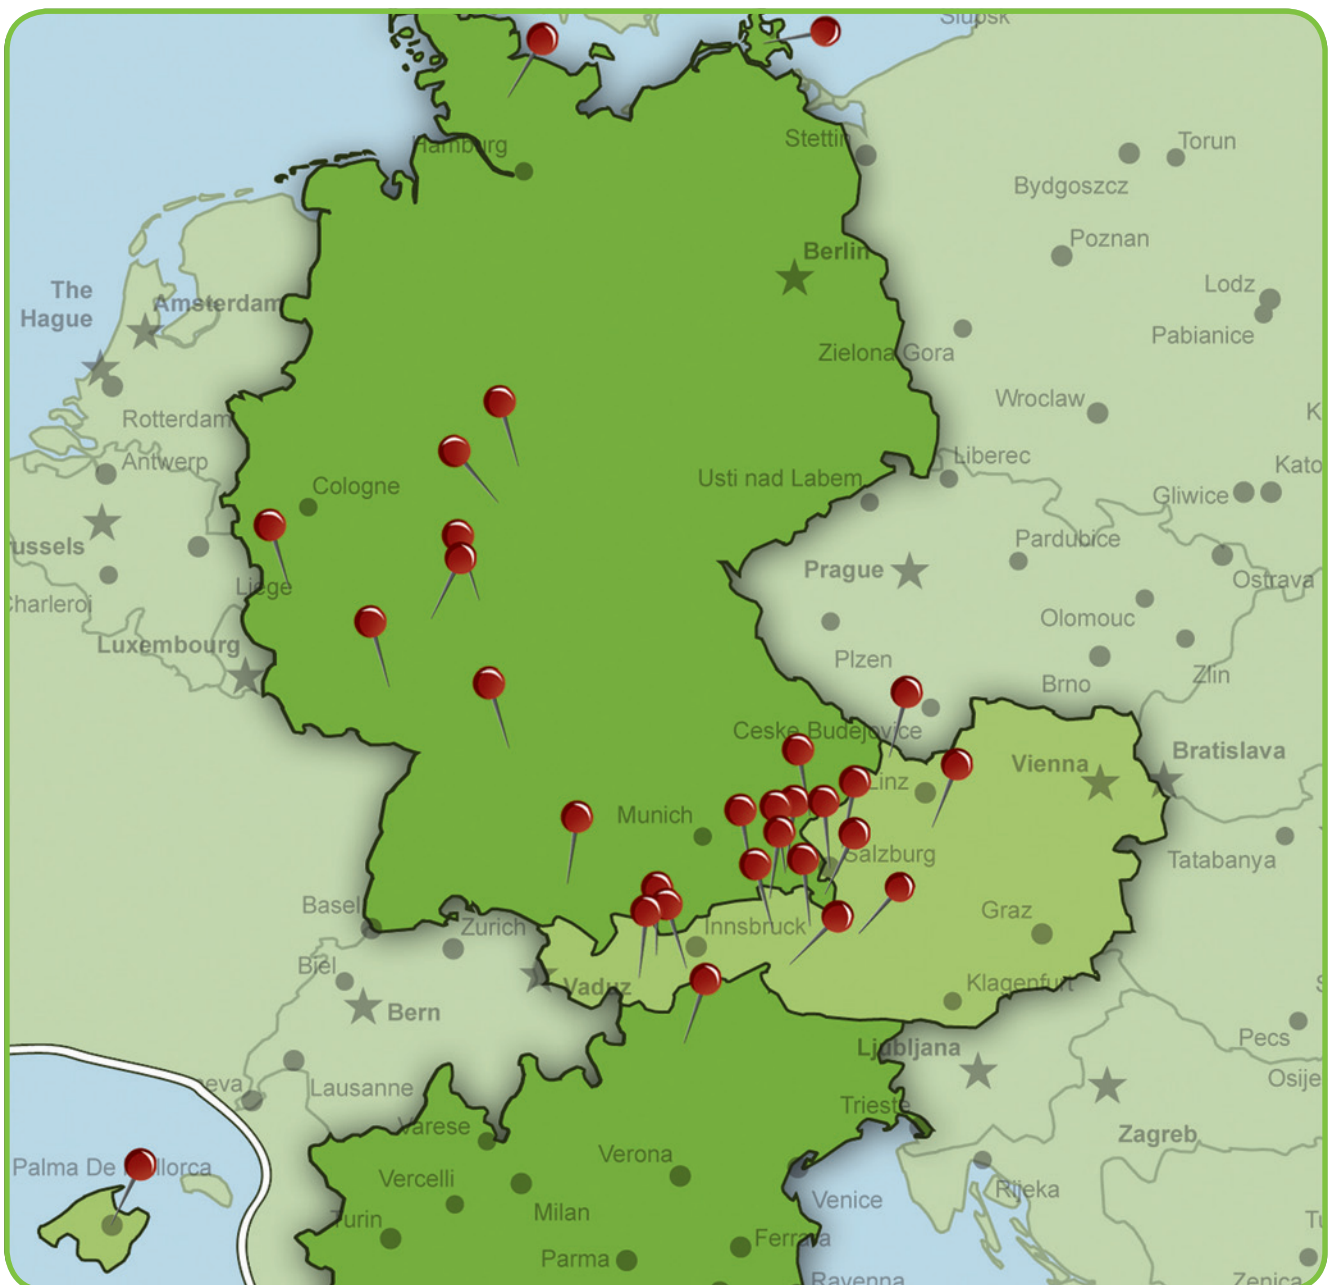 Slupsk
Hamburg
Stettin
Torun
Bydgoszcz
Poznan
Berlin
The
Hague
Amsterdam
Lodz
Pabianice
Zielona Gora
Rotterdam
Wroclaw
K
Antwerp
Liberec
Kato
Cologne
Usti nad Labem
Gliwice
russels
Pardubice
Prague
Ostrava
Liege
Charleroi
Olomouc
Luxembourg
Plzen
Zlin
Brno
Ceske Budejovice
Vienna
Bratislava
Linz
Munich
Salzburg
Tatabanya
Basel
Zurich
Innsbruck
Graz
Biel
Vaduz
Klagenfurt
Bern
Pecs
Ljubljana
Osije
eva
Lausanne
Trieste
Varese
Zagreb
Verona
Palma De Mallorca
Vercelli
Rijeka
Venice
Turin
Milan
Tu
Ferrara
Parma
Ravenna
Zenica